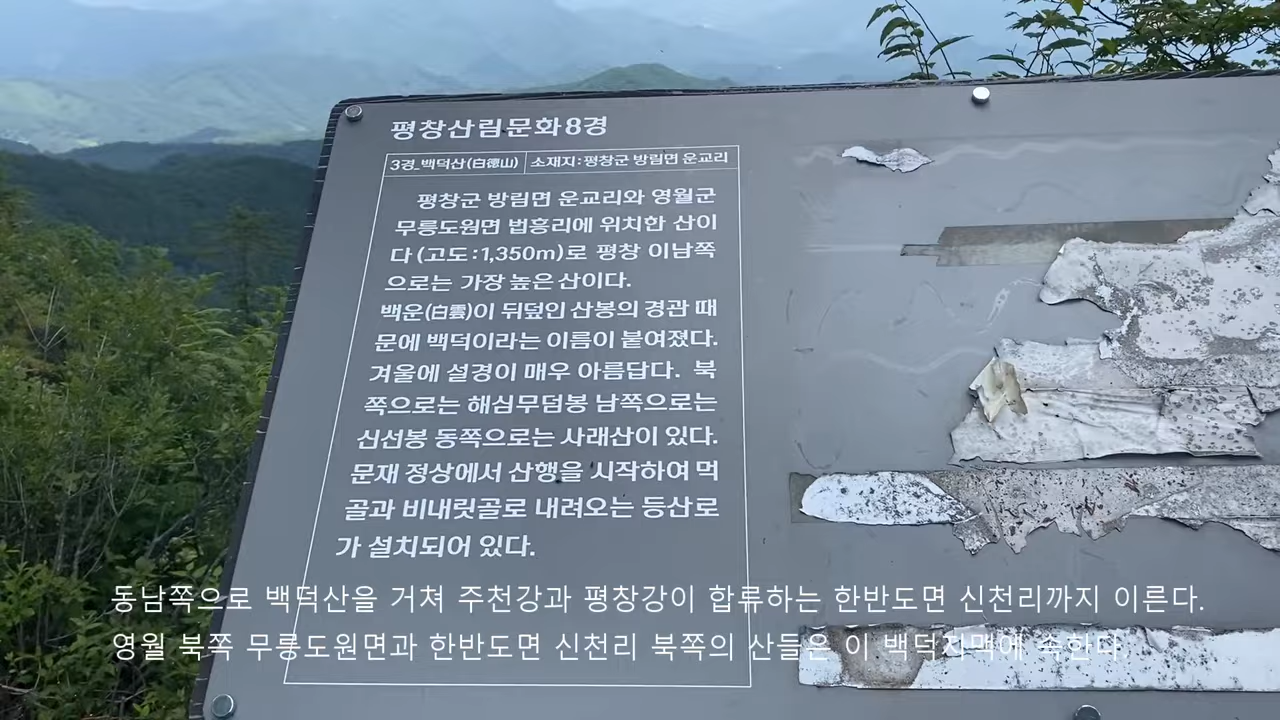 평창산림문화8경
3경_백덕산(白德山) 소재지:평창군 방림면 운교리
평창군 방림면 운교리와 영월군
무릉도원면 법흥리에 위치한 산이
다(고도:1,350m)로 평창 이남쪽
으로는 가장 높은 산이다.
백운(白雲)이 뒤덮인 산봉의 경관 때
문에 백덕이라는 이름이 붙여졌다.
겨울에 설경이 매우 아름답다. 북
쪽으로는 해심무덤봉 남쪽으로는
신선봉 동쪽으로는 사래산이 있다.
문재 정상에서 산행을 시작하여 먹
골과 비내릿골로 내려오는 등산로
가 설치되어 있다.
동남쪽으로 백덕산을 거쳐 주천강과 평창강이 합류하는 한반도면 신천리까지 이른다.
영월 북쪽 무릉도원면과 한반도면 신천리 북쪽의 산들은 이 백덕지맥에 속한다.